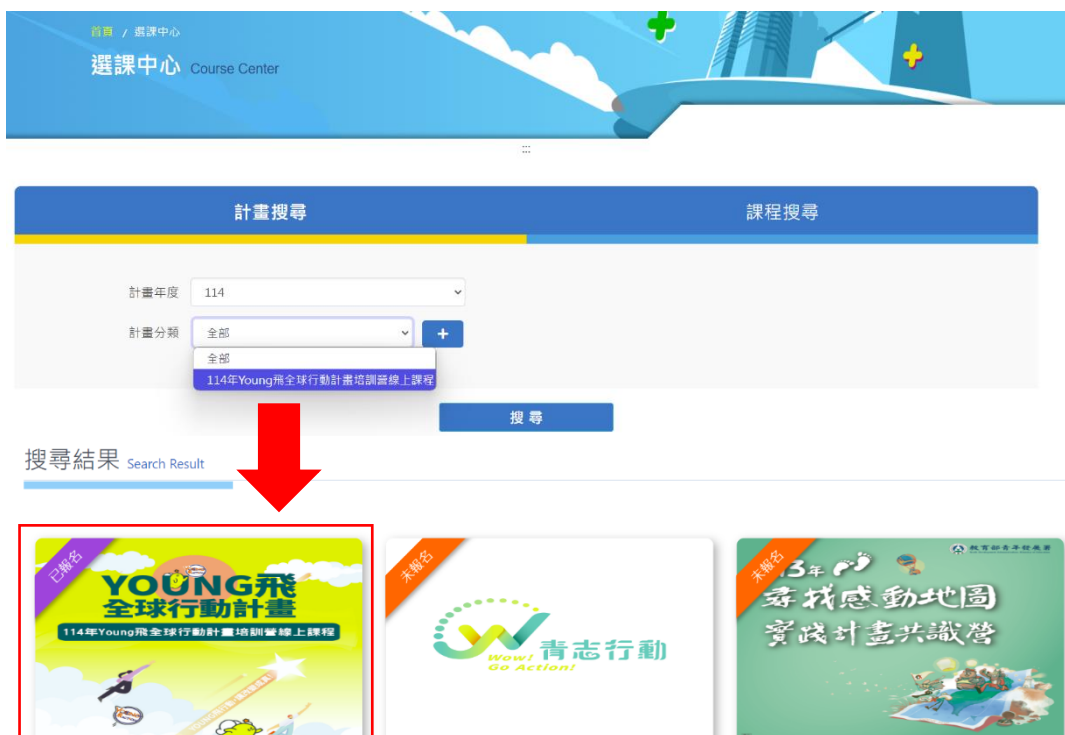 首頁 / 選課中心
選課中心 Course Center
:::
計畫搜尋
課程搜尋
計畫年度 114
計畫分類 全部 +
全部
114年Young飛全球行動計畫培訓營線上課程
搜 尋
搜尋結果 Search Result
已報名
YOUNG飛
全球行動計畫
114年Young飛全球行動計畫培訓營線上課程
未報名
青志行動
Wow!
Go Action!
未報名
教育部青年發展署
3年
尋找感動地圖
實踐計畫共識營